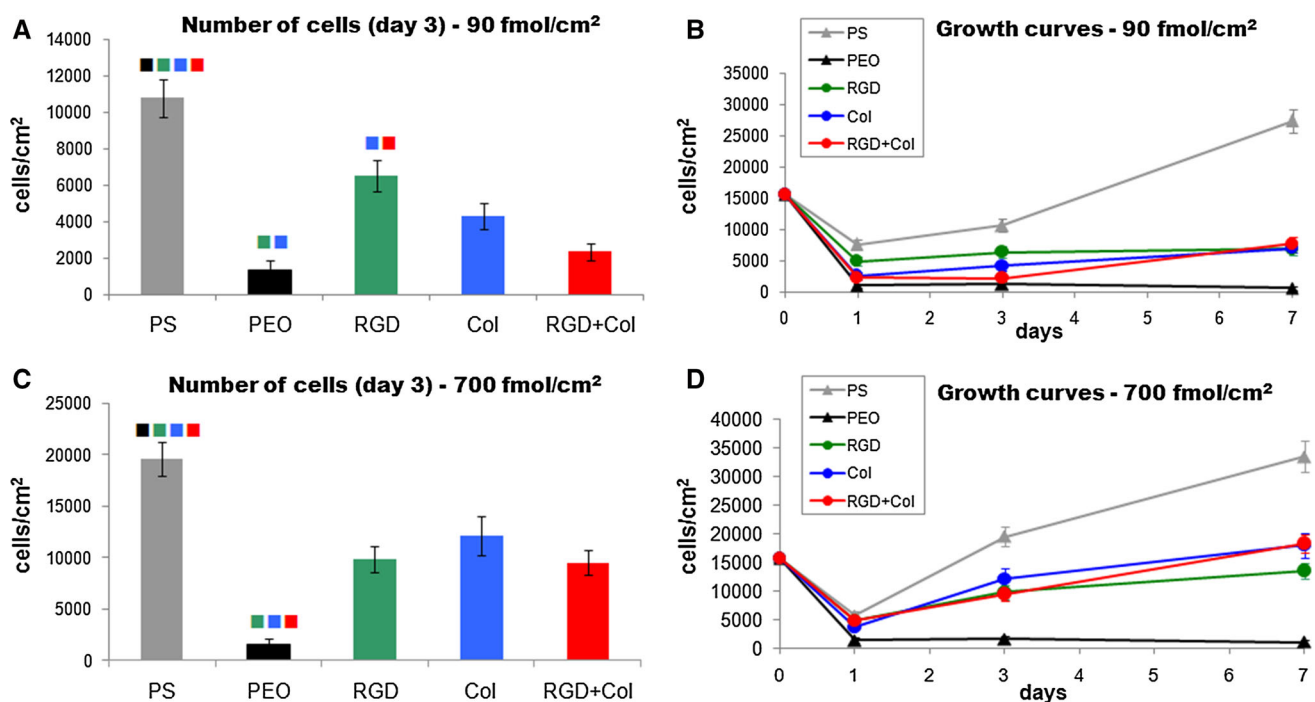 A
Number of cells (day 3) - 90 fmol/cm²
cells/cm²
14000
12000
10000
8000
6000
4000
2000
0
PS PEO RGD Col RGD+Col
B
Growth curves - 90 fmol/cm²
PS
PEO
RGD
Col
RGD+Col
cells/cm²
35000
30000
25000
20000
15000
10000
5000
0
0 1 2 3 4 5 6 7
days
C
Number of cells (day 3) - 700 fmol/cm²
cells/cm²
25000
20000
15000
10000
5000
0
PS PEO RGD Col RGD+Col
D
Growth curves - 700 fmol/cm²
PS
PEO
RGD
Col
RGD+Col
cells/cm²
40000
35000
30000
25000
20000
15000
10000
5000
0
0 1 2 3 4 5 6 7
days